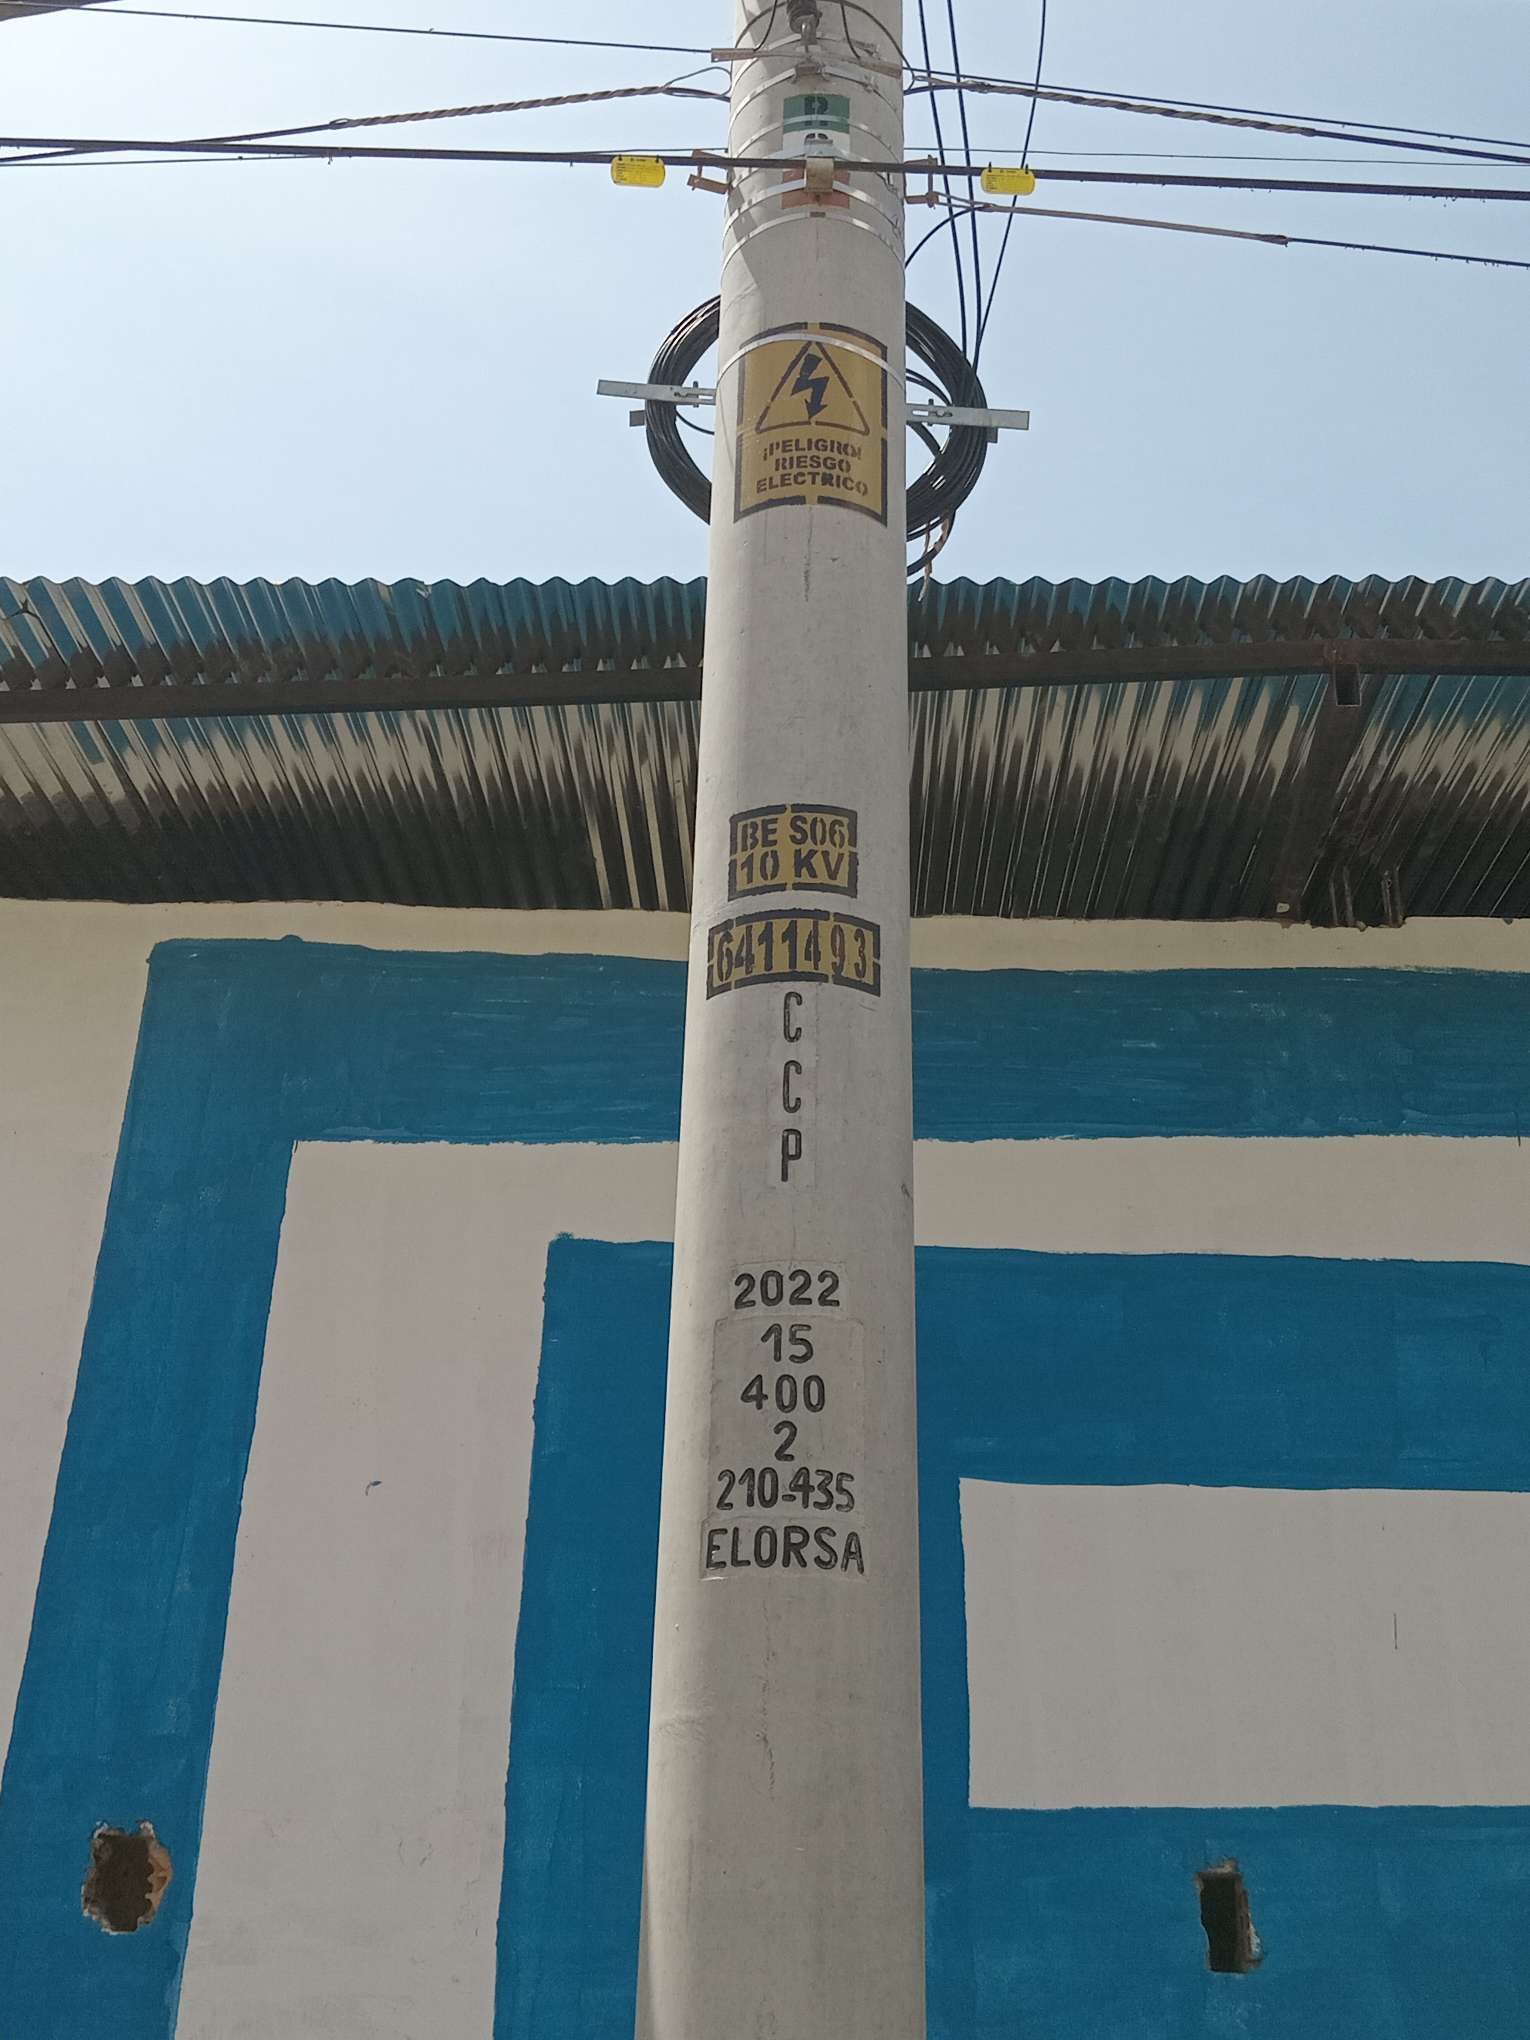 ¡PELIGRO!
RIESGO
ELECTRICO
BE S06
10 KV
6411493
C
C
P
2022
15
400
2
210-435
ELORSA